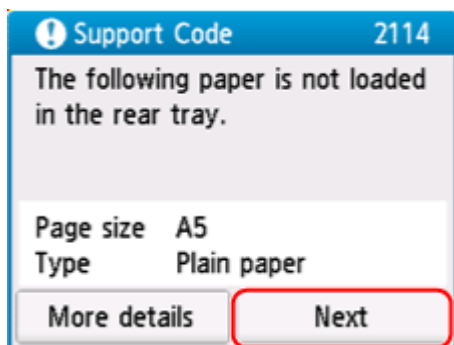 Support Code 2114
The following paper is not loaded
in the rear tray.
Page size A5
Type Plain paper
More details Next